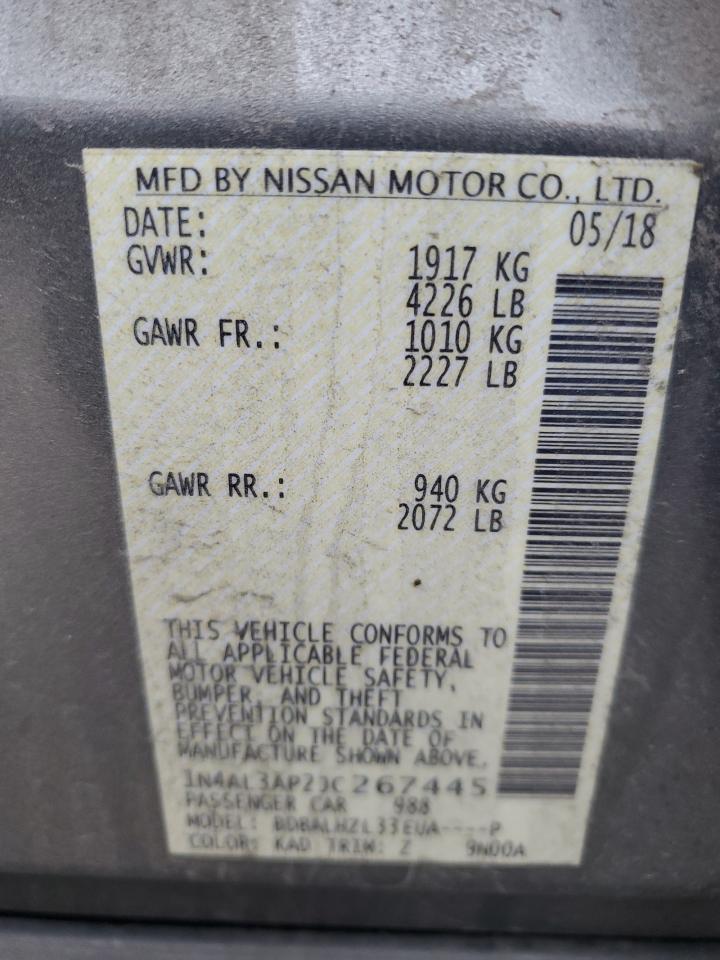 MFD BY NISSAN MOTOR CO., LTD.
DATE: 05/18
GVWR: 1917 KG
4226 LB
GAWR FR.: 1010 KG
2227 LB
GAWR RR.: 940 KG
2072 LB
THIS VEHICLE CONFORMS TO
ALL APPLICABLE FEDERAL
MOTOR VEHICLE SAFETY,
BUMPER, AND THEFT
PREVENTION STANDARDS IN
EFFECT ON THE DATE OF
MANUFACTURE SHOWN ABOVE.
1N4AL3AP2JC267445
PASSENGER CAR 988
MODEL: BDBALHZL33EUA----P
COLOR: KAD TRIM: Z 9N00A